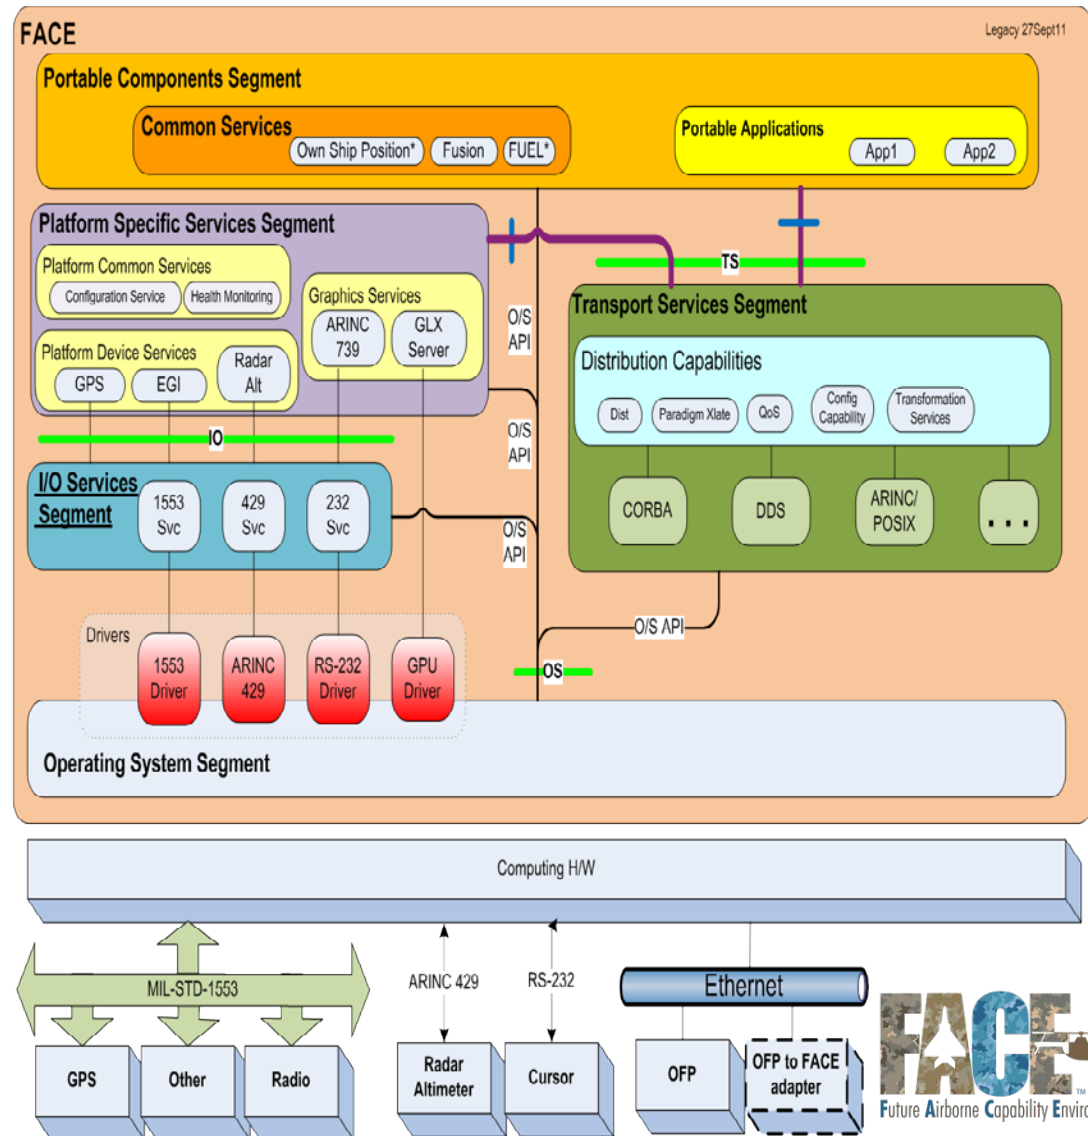 FACE
Legacy 27Sept11
Portable Components Segment
Common Services
Own Ship Position*
Fusion
FUEL*
Portable Applications
App1
App2
Platform Specific Services Segment
Platform Common Services
Configuration Service
Health Monitoring
Graphics Services
ARINC
739
GLX
Server
Platform Device Services
GPS
EGI
Radar
Alt
O/S
API
O/S
API
O/S
API
TS
Transport Services Segment
Distribution Capabilities
Dist
Paradigm Xlate
QoS
Config
Capability
Transformation
Services
CORBA
DDS
ARINC/
POSIX
. . .
IO
I/O Services
Segment
1553
Svc
429
Svc
232
Svc
O/S API
OS
Drivers
1553
Driver
ARINC
429
RS-232
Driver
GPU
Driver
Operating System Segment
Computing H/W
MIL-STD-1553
ARINC 429
RS-232
Ethernet
GPS
Other
Radio
Radar
Altimeter
Cursor
OFP
OFP to FACE
adapter
FACE
TM
Future Airborne Capability Enviro